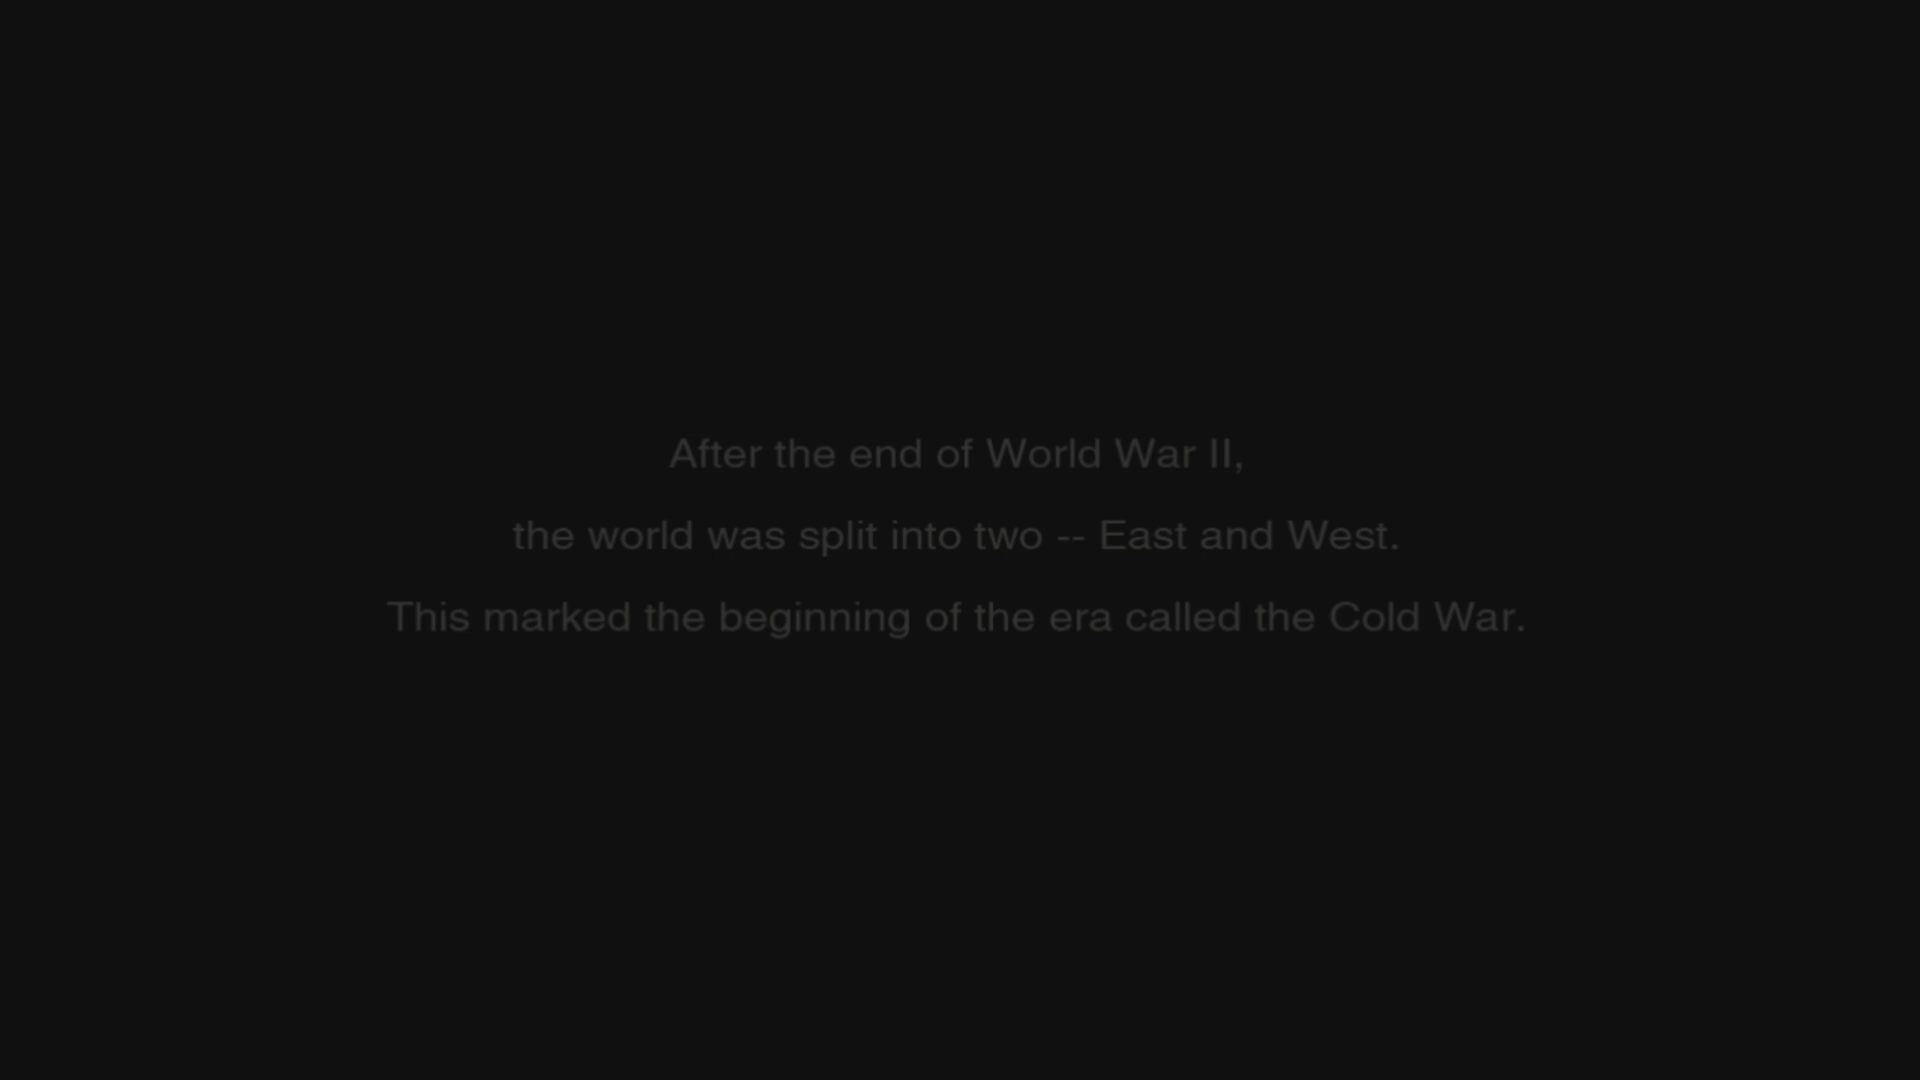 After the end of World War II,
the world was split into two -- East and West.
This marked the beginning of the era called the Cold War.